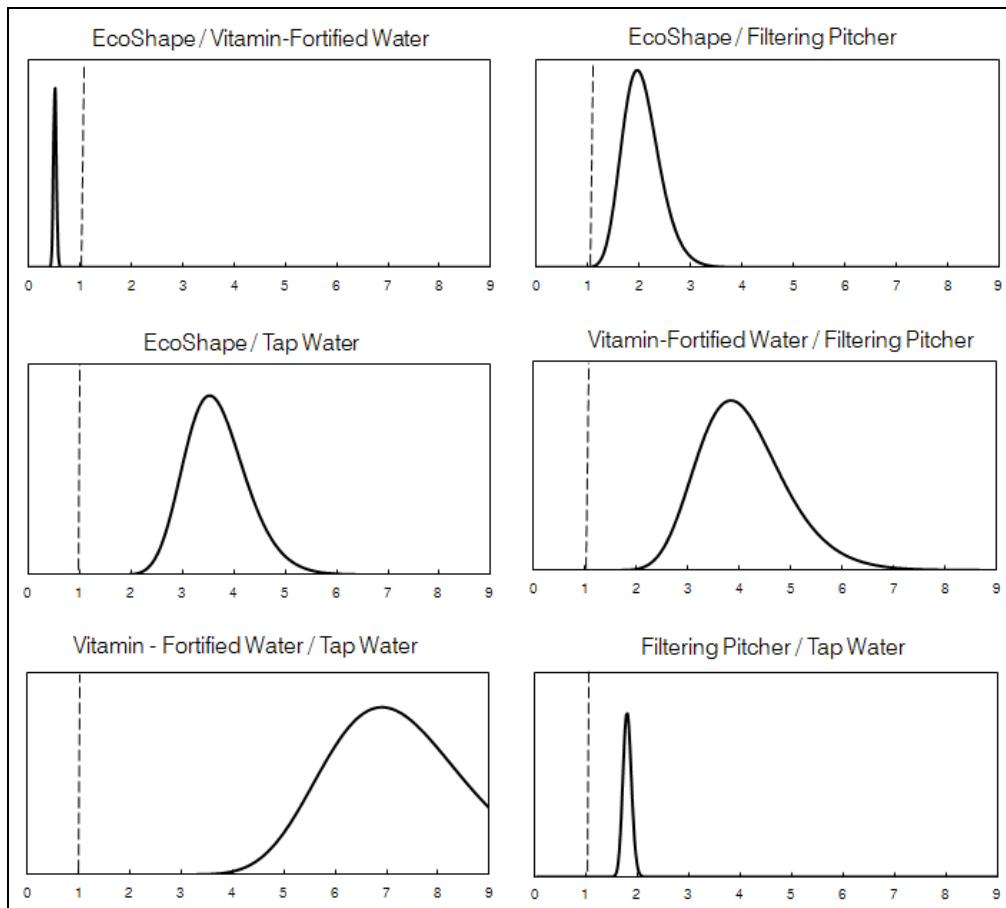 EcoShape / Vitamin-Fortified Water
0 1 2 3 4 5 6 7 8 9
EcoShape / Filtering Pitcher
0 1 2 3 4 5 6 7 8 9
EcoShape / Tap Water
0 1 2 3 4 5 6 7 8 9
Vitamin-Fortified Water / Filtering Pitcher
0 1 2 3 4 5 6 7 8 9
Vitamin - Fortified Water / Tap Water
0 1 2 3 4 5 6 7 8 9
Filtering Pitcher / Tap Water
0 1 2 3 4 5 6 7 8 9